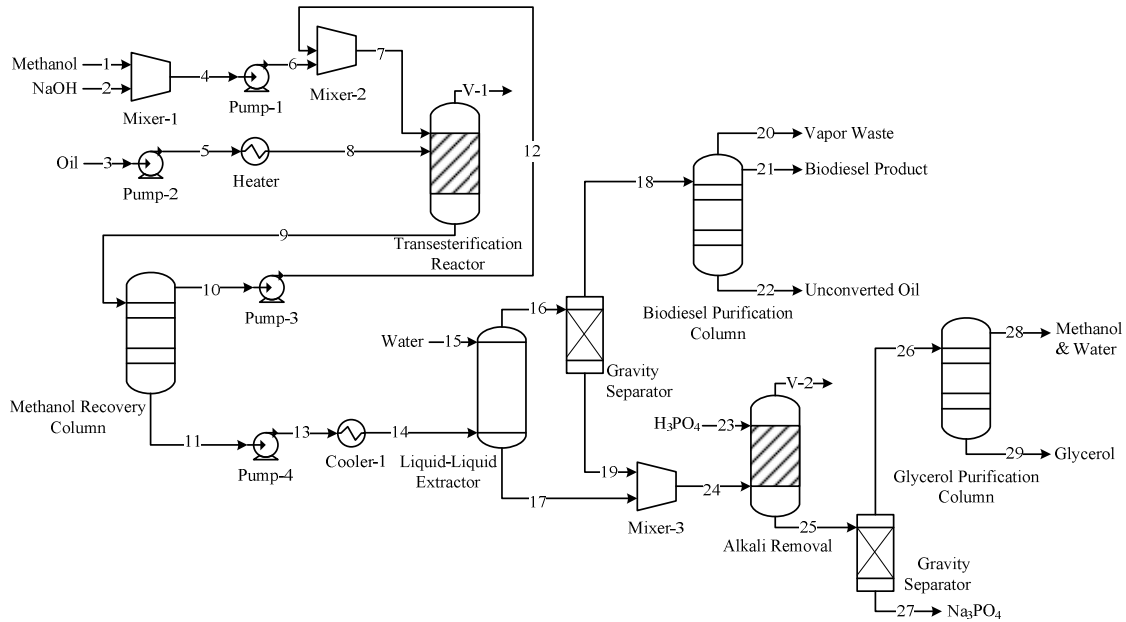 12
Methanol
1
NaOH
2
4
6
7
Pump-1
Mixer-2
Mixer-1
V-1
Oil
3
5
8
Pump-2
Heater
9
Transesterification
Reactor
18
20
Vapor Waste
21
Biodiesel Product
22
Unconverted Oil
Biodiesel Purification
Column
10
Pump-3
Methanol Recovery
Column
11
Pump-4
13
Cooler-1
14
Water
15
16
Liquid-Liquid
Extractor
17
Gravity
Separator
19
Mixer-3
24
H₃PO₄
23
V-2
Alkali Removal
25
26
28
Methanol
& Water
29
Glycerol
Glycerol Purification
Column
Gravity
Separator
27
Na₃PO₄